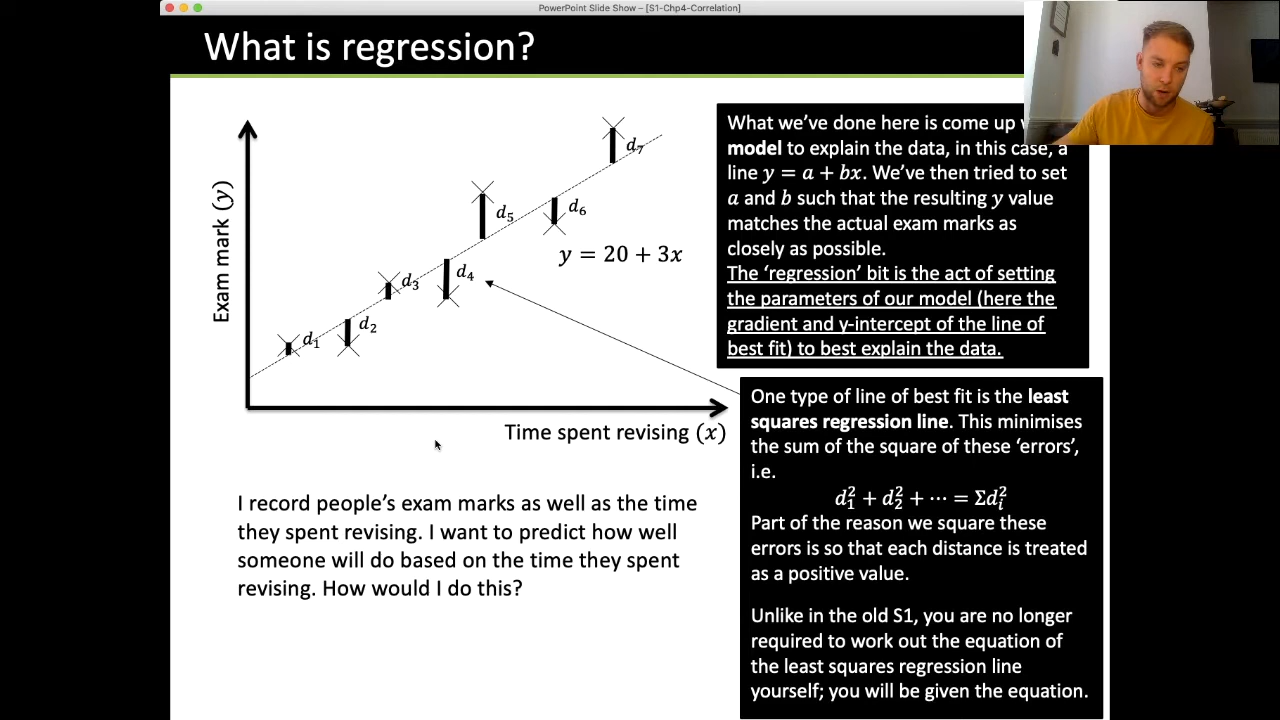 PowerPoint Slide Show – [S1-Chp4-Correlation]
What is regression?
Exam mark (y)
d₁
d₂
d₃
d₄
d₅
d₆
d₇
y = 20 + 3x
Time spent revising (x)
I record people’s exam marks as well as the time
they spent revising. I want to predict how well
someone will do based on the time they spent
revising. How would I do this?
What we’ve done here is come up
model to explain the data, in this case, a
line y = a + bx. We’ve then tried to set
a and b such that the resulting y value
matches the actual exam marks as
closely as possible.
The ‘regression’ bit is the act of setting
the parameters of our model (here the
gradient and y-intercept of the line of
best fit) to best explain the data.
One type of line of best fit is the least
squares regression line. This minimises
the sum of the square of these ‘errors’,
i.e.
d₁² + d₂² + ⋯ = Σdᵢ²
Part of the reason we square these
errors is so that each distance is treated
as a positive value.
Unlike in the old S1, you are no longer
required to work out the equation of
the least squares regression line
yourself; you will be given the equation.